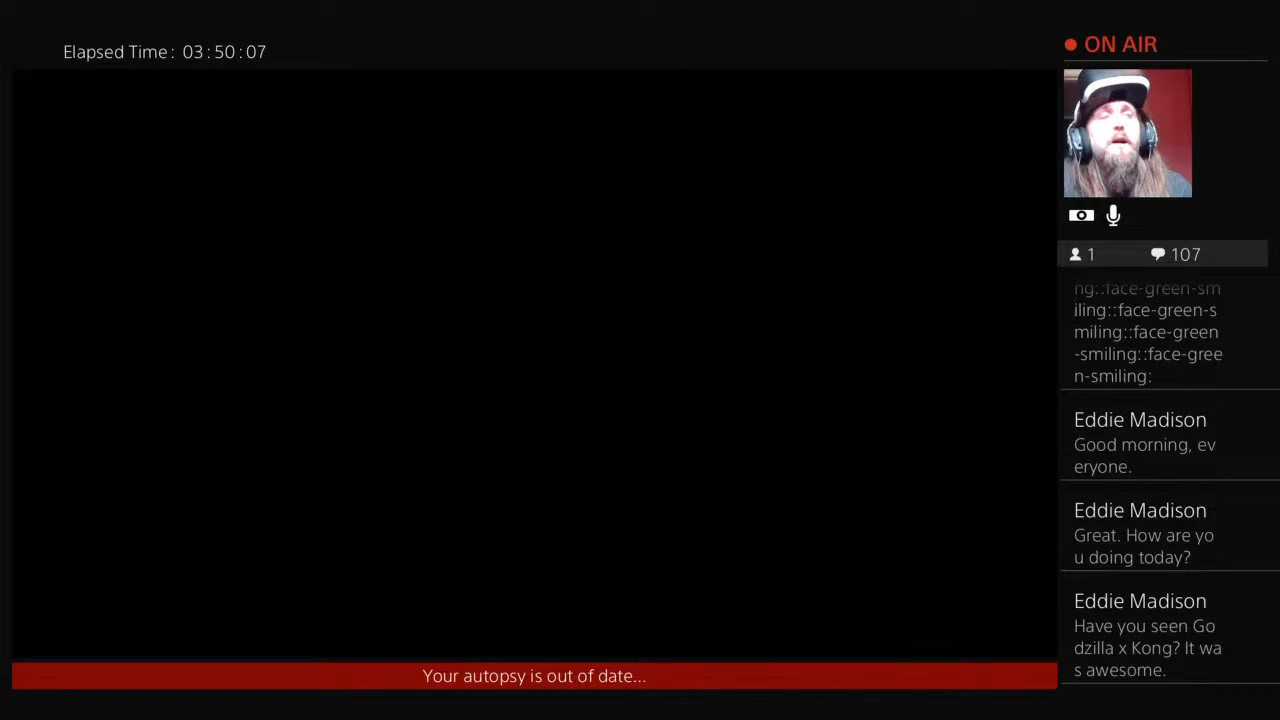 Elapsed Time: 03:50:07
ON AIR
1 107
ng::face-green-sm
iling::face-green-s
miling::face-green
-smiling::face-gree
n-smiling:
Eddie Madison
Good morning, ev
eryone.
Eddie Madison
Great. How are yo
u doing today?
Eddie Madison
Have you seen Go
dzilla x Kong? It wa
s awesome.
Your autopsy is out of date...